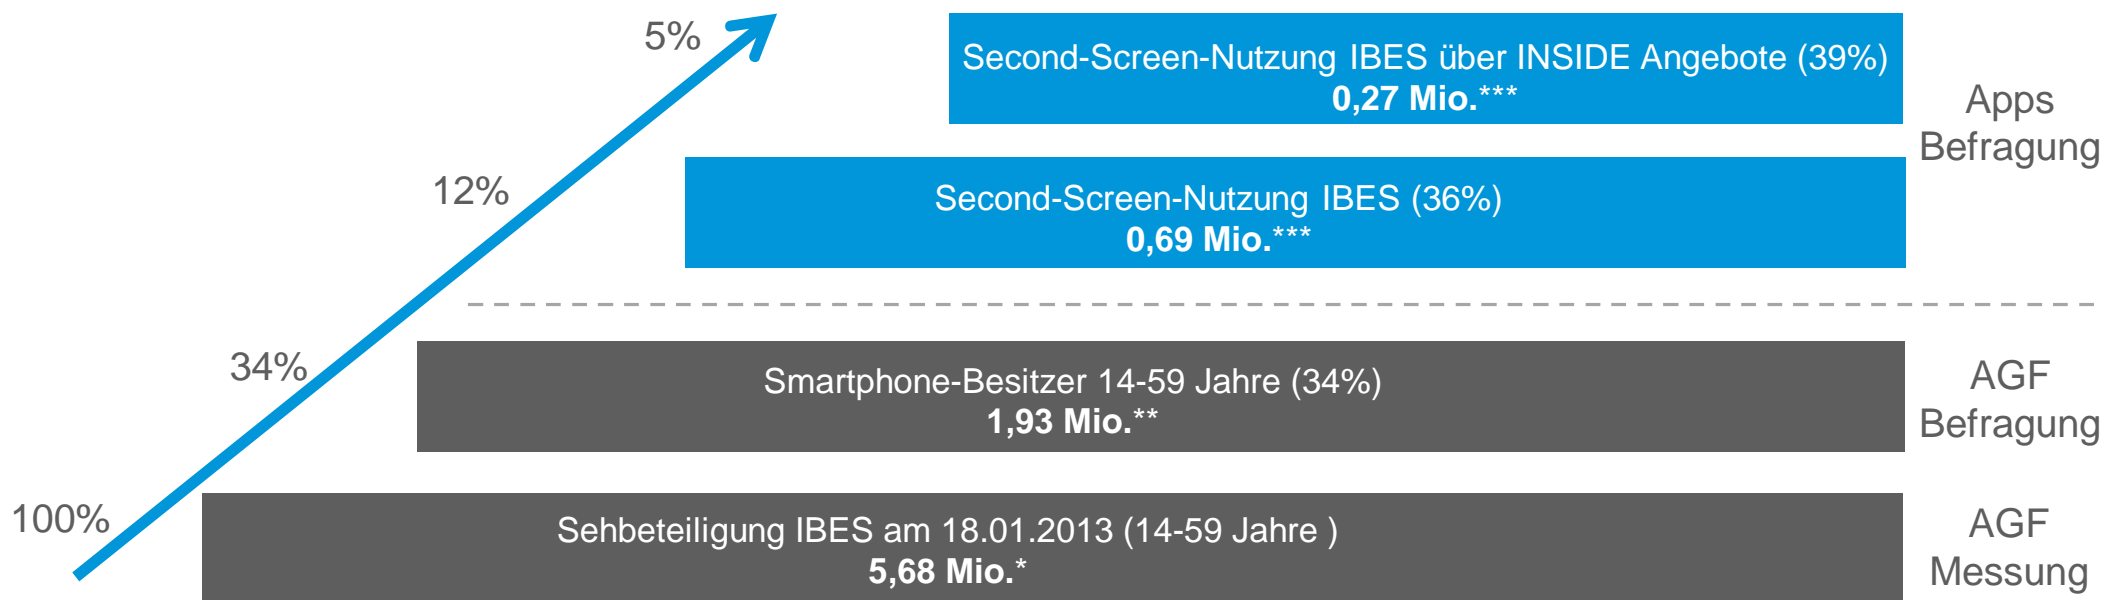 5%
Second-Screen-Nutzung IBES über INSIDE Angebote (39%)
0,27 Mio.***
Apps
Befragung
12%
Second-Screen-Nutzung IBES (36%)
0,69 Mio.***
34%
Smartphone-Besitzer 14-59 Jahre (34%)
1,93 Mio.**
AGF
Befragung
100%
Sehbeteiligung IBES am 18.01.2013 (14-59 Jahre )
5,68 Mio.*
AGF
Messung